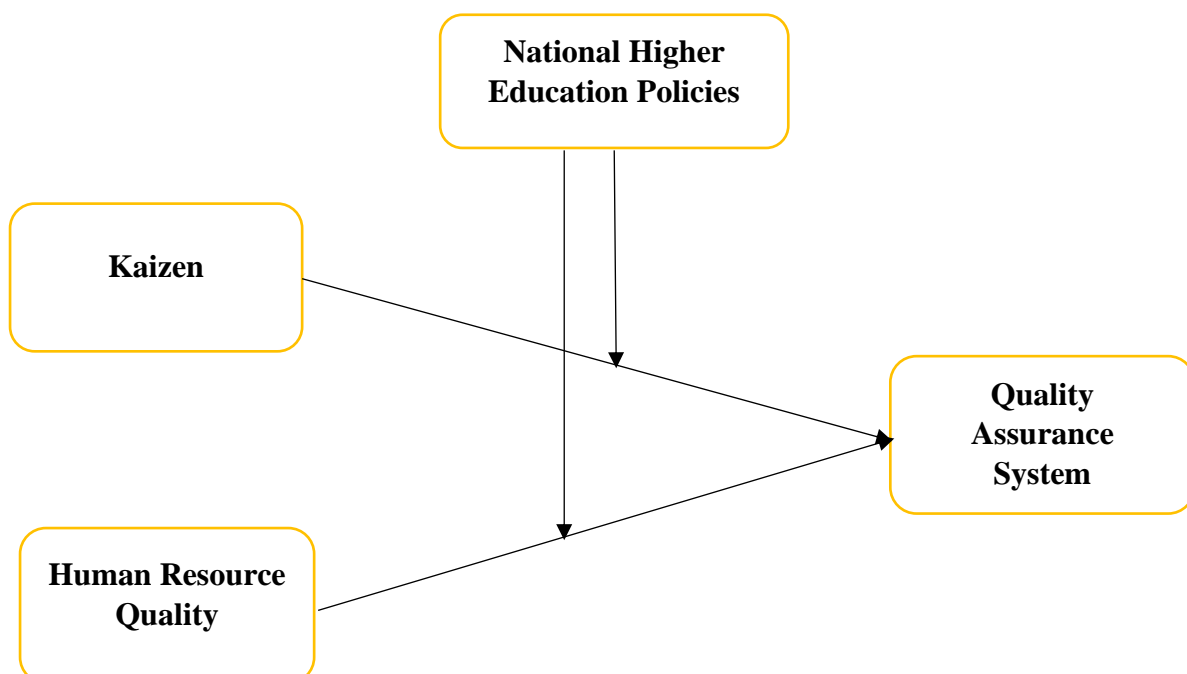 National Higher
Education Policies
Kaizen
Quality
Assurance
System
Human Resource
Quality